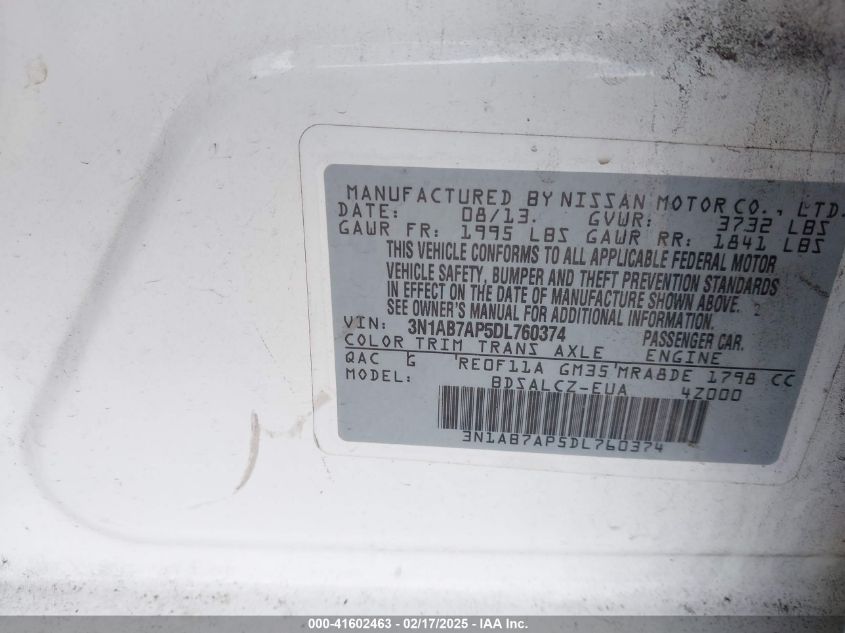 MANUFACTURED BY NISSAN MOTOR CO., LTD.
DATE: 08/13. GVWR: 3732 LBS
GAWR FR: 1995 LBS GAWR RR: 1841 LBS
THIS VEHICLE CONFORMS TO ALL APPLICABLE FEDERAL MOTOR
VEHICLE SAFETY, BUMPER AND THEFT PREVENTION STANDARDS
IN EFFECT ON THE DATE OF MANUFACTURE SHOWN ABOVE.
SEE OWNER'S MANUAL FOR ADDITIONAL INFORMATION.
VIN: 3N1AB7AP5DL760374 PASSENGER CAR.
COLOR TRIM TRANS AXLE ENGINE
QAC G RE0F11A GM35 MRA8DE 1798 CC
MODEL: BDSALCZ-EUA 4Z000
3N1AB7AP5DL760374
000-41602463 - 02/17/2025 - IAA Inc.